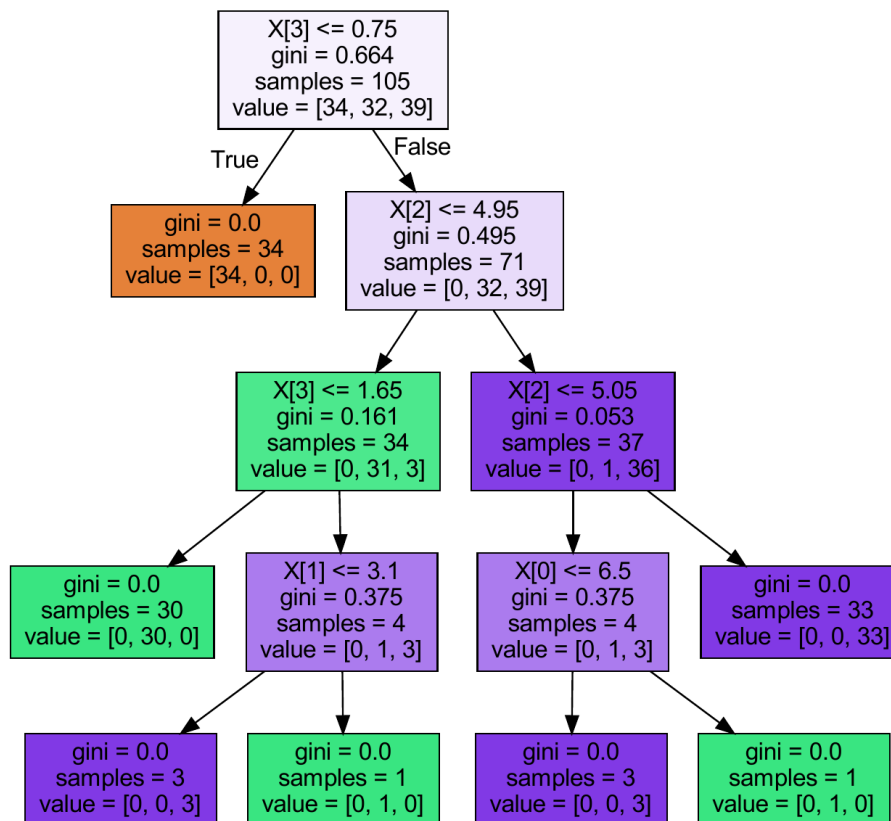 X[3] <= 0.75
gini = 0.664
samples = 105
value = [34, 32, 39]
True
False
gini = 0.0
samples = 34
value = [34, 0, 0]
X[2] <= 4.95
gini = 0.495
samples = 71
value = [0, 32, 39]
X[3] <= 1.65
gini = 0.161
samples = 34
value = [0, 31, 3]
X[2] <= 5.05
gini = 0.053
samples = 37
value = [0, 1, 36]
gini = 0.0
samples = 30
value = [0, 30, 0]
X[1] <= 3.1
gini = 0.375
samples = 4
value = [0, 1, 3]
X[0] <= 6.5
gini = 0.375
samples = 4
value = [0, 1, 3]
gini = 0.0
samples = 33
value = [0, 0, 33]
gini = 0.0
samples = 3
value = [0, 0, 3]
gini = 0.0
samples = 1
value = [0, 1, 0]
gini = 0.0
samples = 3
value = [0, 0, 3]
gini = 0.0
samples = 1
value = [0, 1, 0]